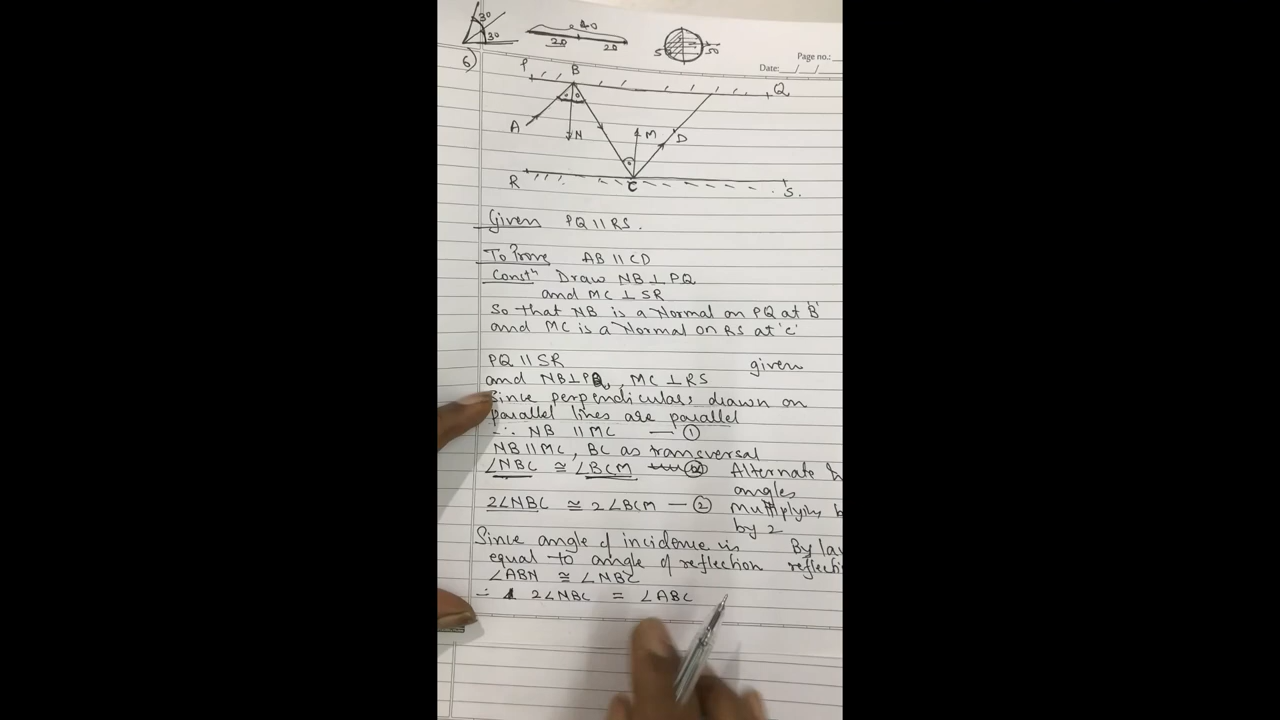 30
30
40
20 20
50
Page no.:
Date: / /
6)
P B Q
A N M D
R C S.
Given PQ || RS.
To Prove AB || CD
Constⁿ Draw NB ⊥ PQ
and MC ⊥ SR
So that NB is a Normal on PQ at 'B'
and MC is a Normal on RS at 'C'
PQ || SR given
and NB ⊥ PQ, MC ⊥ RS
Since perpendiculars drawn on
parallel lines are parallel
∴ NB || MC — ①
NB || MC, BC as transversal
∠NBC ≅ ∠BCM Alternate
angles
2∠NBC ≅ 2∠BCM — ② Multiplying
by 2
Since angle of incidence is By
equal to angle of reflection
∠ABN ≅ ∠NBC
∴ 2∠NBC = ∠ABC